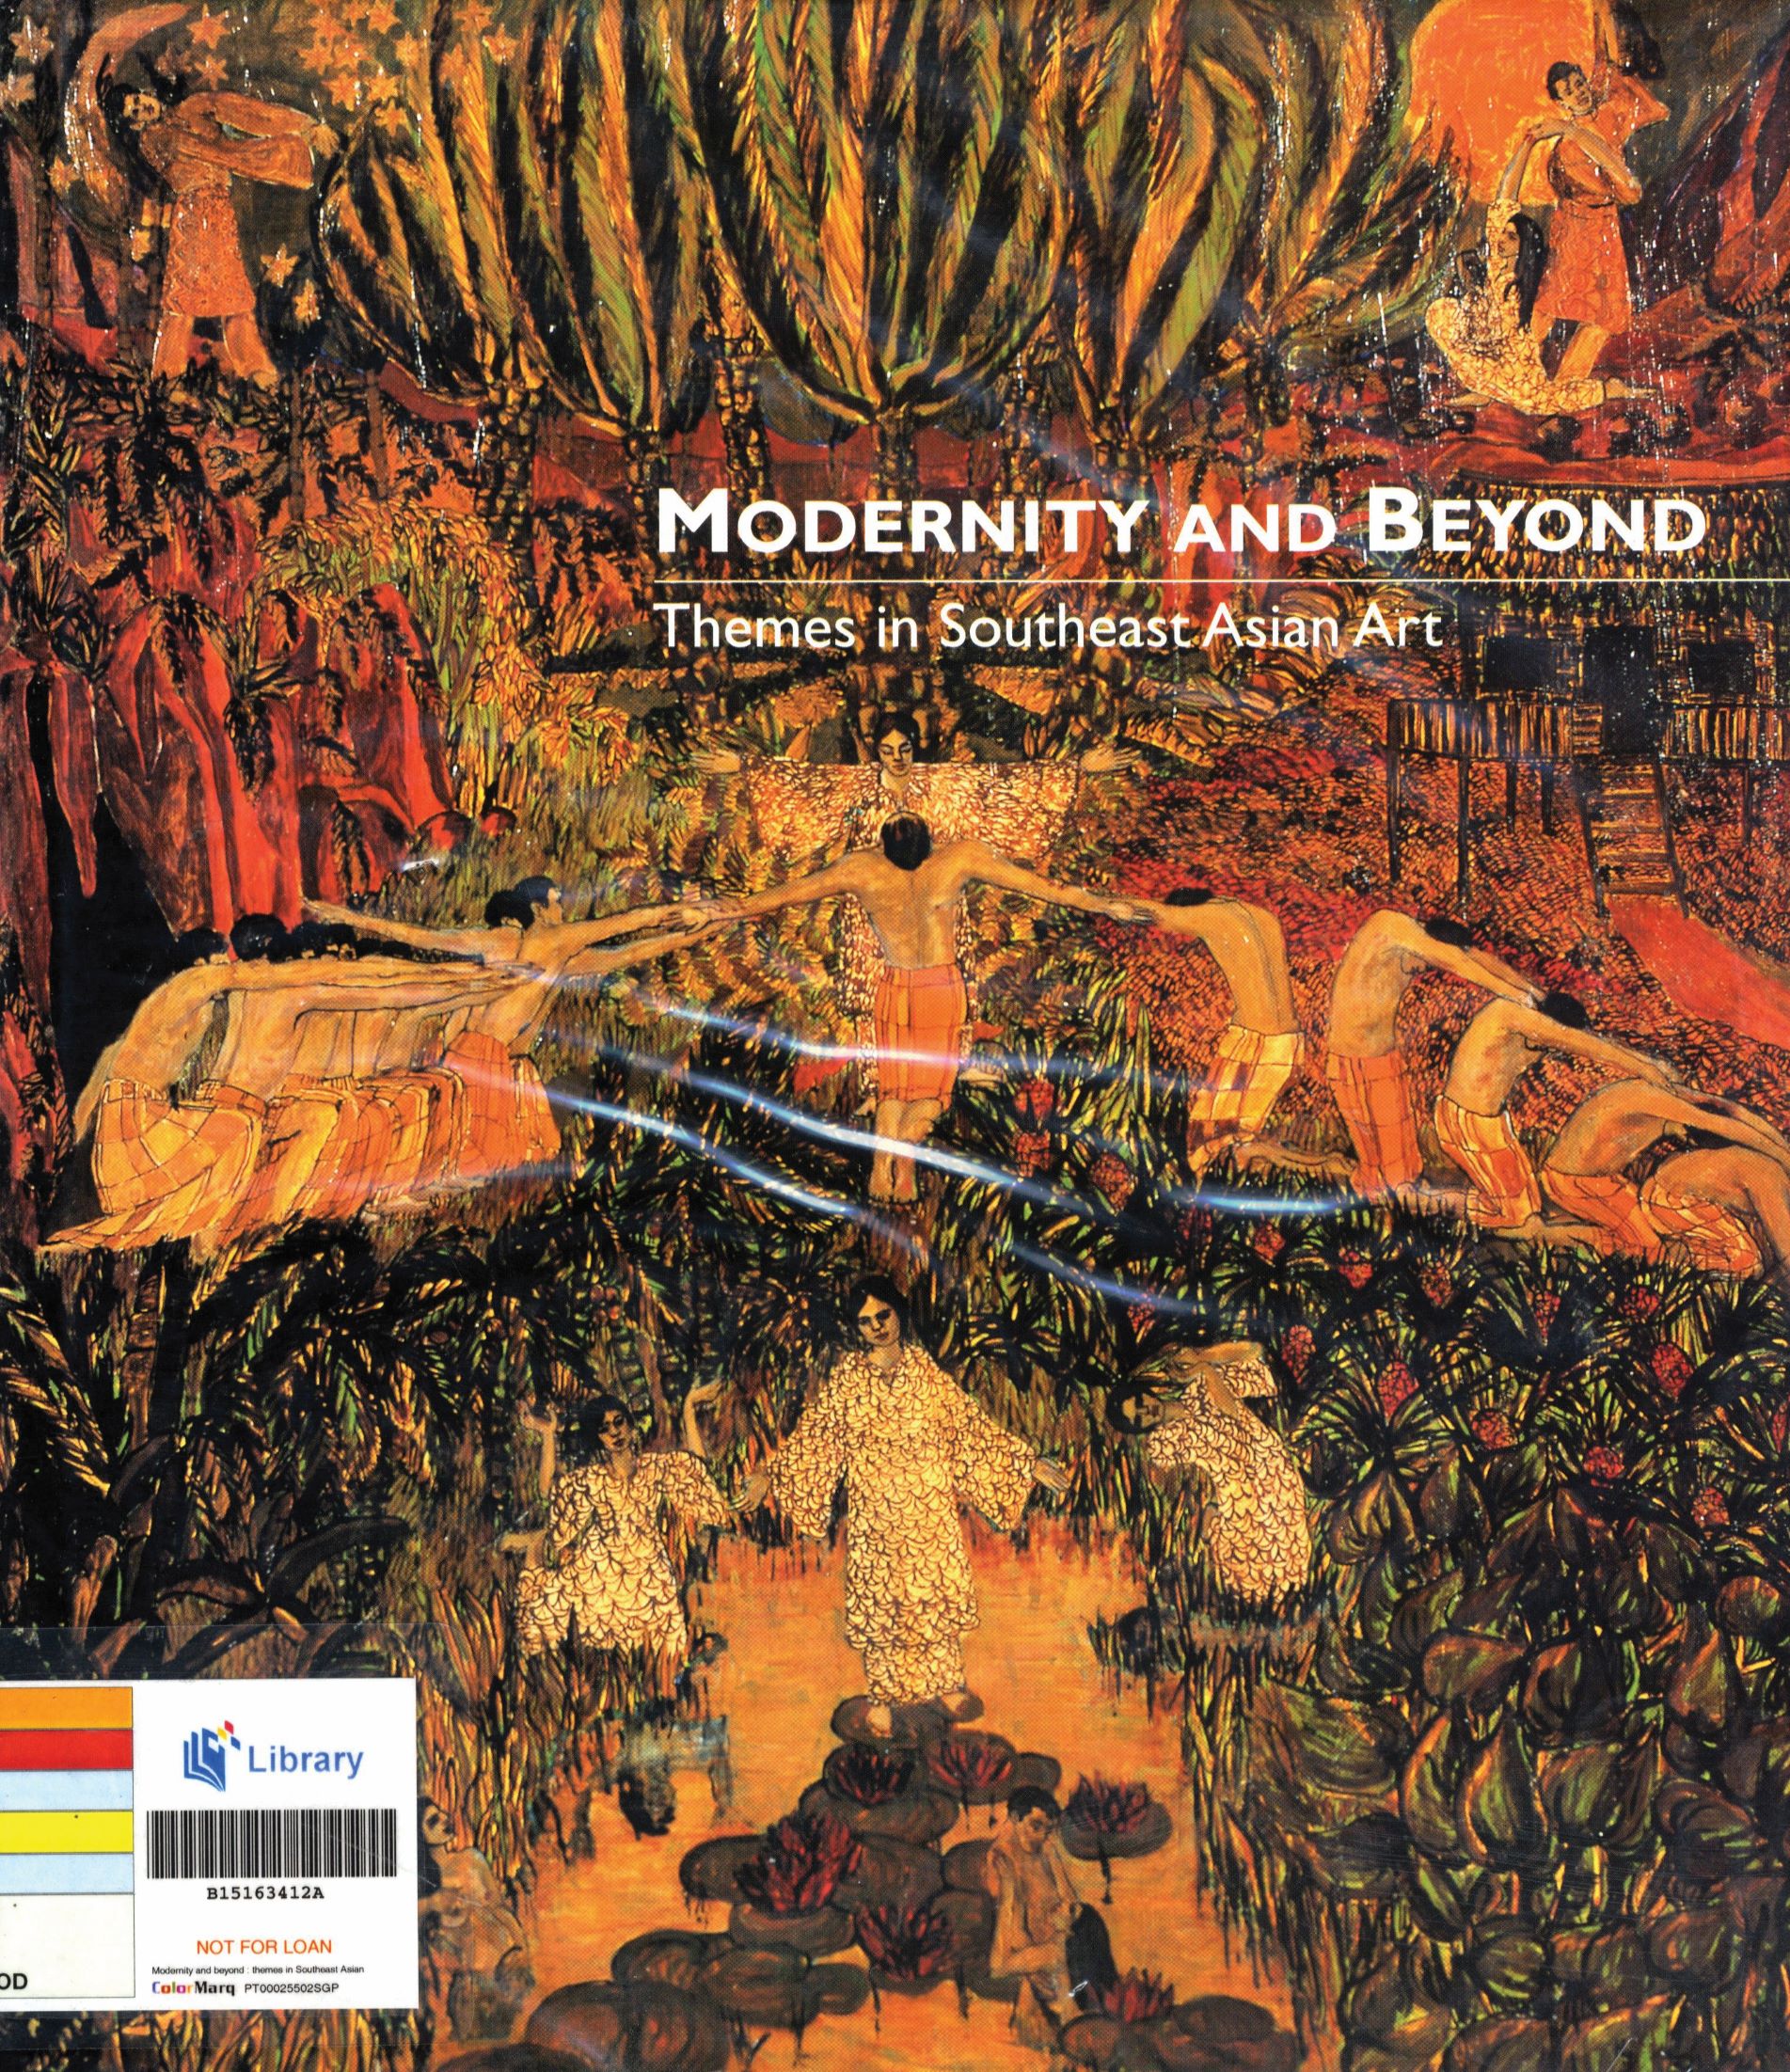 MODERNITY AND BEYOND
Themes in Southeast Asian Art
Library
B15163412A
NOT FOR LOAN
Modernity and beyond : themes in Southeast Asian
ColorMarq PT00025502SGP
OD